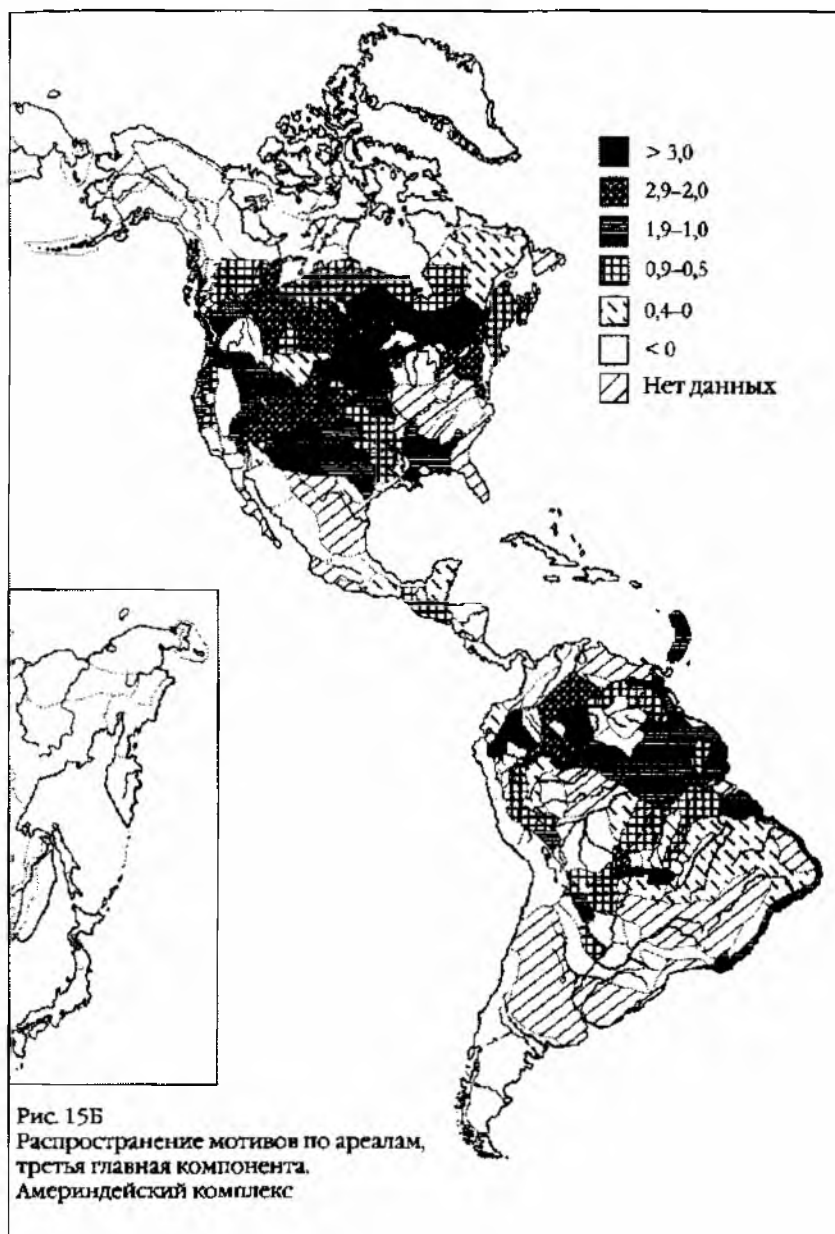 > 3,0
2,9–2,0
1,9–1,0
0,9–0,5
0,4–0
< 0
Нет данных
Рис. 15Б
Распространение мотивов по ареалам,
третья главная компонента.
Америндейский комплекс